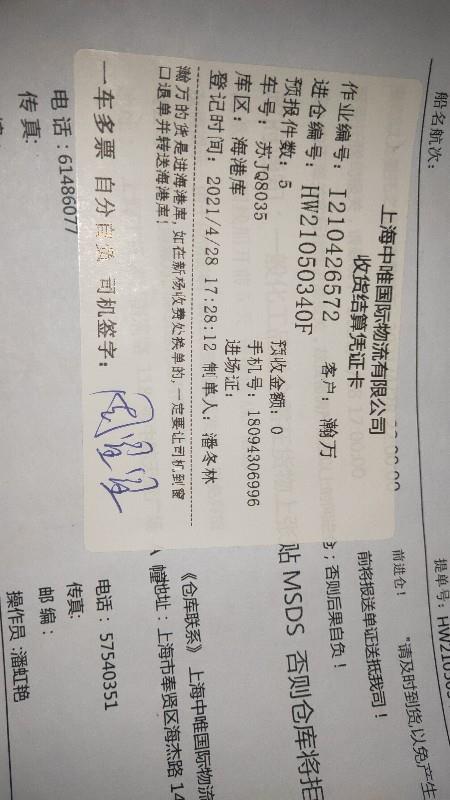 上海中唯国际物流有限公司
收货结算凭证卡
作业编号：I210426572 客户：瀚万
进仓编号：HW21050340F
预报件数：5 预收金额：0
车号：苏JQ8035 手机号：18094306996
库区：海港库 进场证：
登记时间：2021/4/28 17:28:12 制单人：潘冬林
瀚万的货是进海港库，如在新场收费处换单的，一定要让司机到窗
口退单并转送海港库！
一车多票 自分自负 司机签字：
船名航次：
提单号：HW210503
"请及时到货,以免产生
前进仓！
前将报送单证送抵我司！
；否则后果自负！
贴 MSDS 否则仓库将拒
《仓库联系》上海中唯国际物流
地址：上海市奉贤区海杰路 14
电话：61486077
传真：
电话：57540351
传真：
邮编：
操作员:潘虹艳